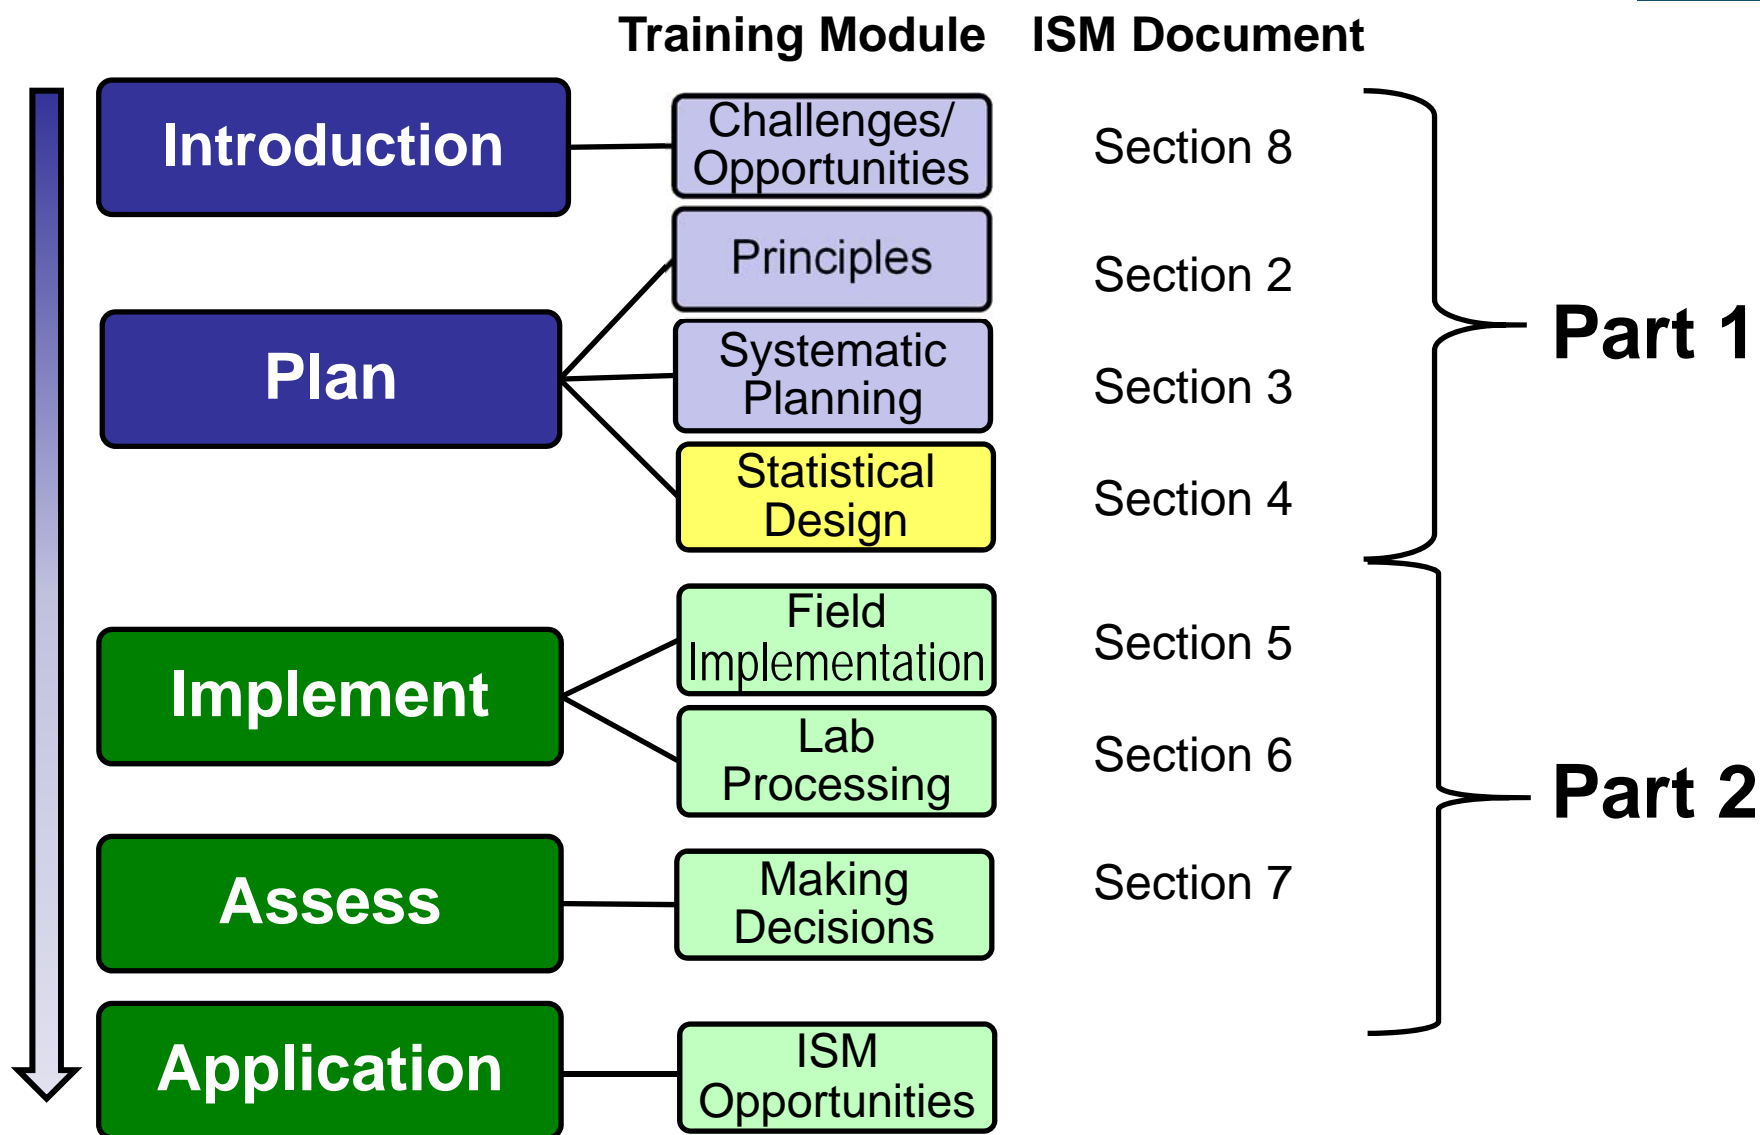 Training Module ISM Document
Introduction
Challenges/
Opportunities
Section 8
Principles
Section 2
Plan
Systematic
Planning
Section 3
Statistical
Design
Section 4
Part 1
Implement
Field
Implementation
Section 5
Lab
Processing
Section 6
Assess
Making
Decisions
Section 7
Part 2
Application
ISM
Opportunities